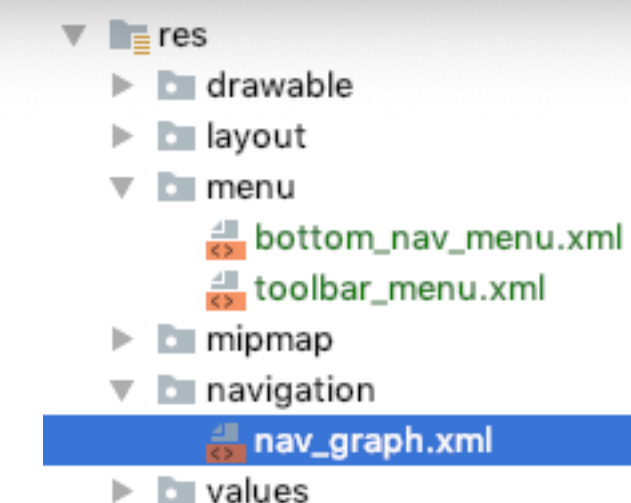 res
drawable
layout
menu
bottom_nav_menu.xml
toolbar_menu.xml
mipmap
navigation
nav_graph.xml
values